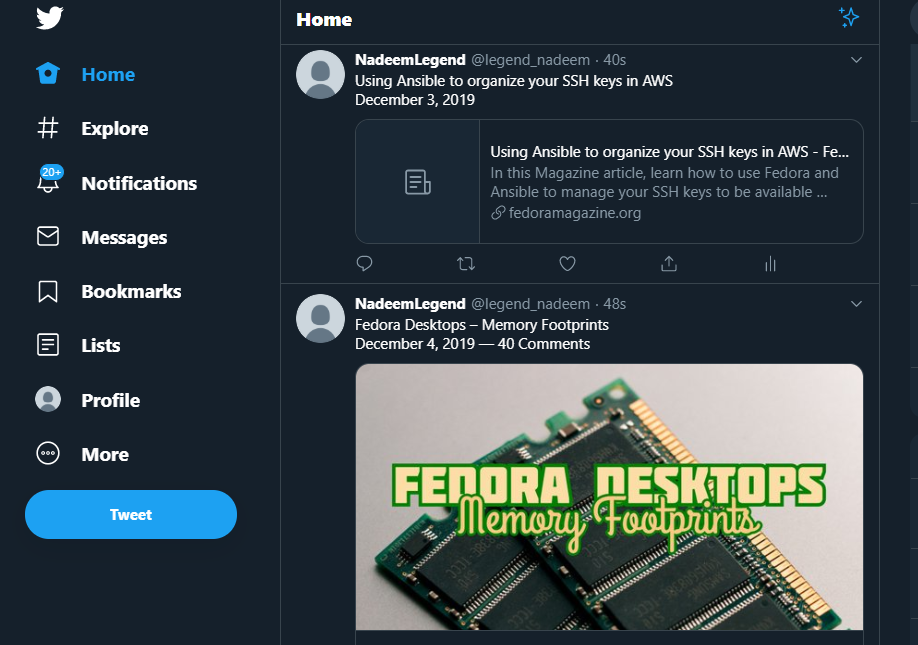 Home
Home
Explore
20+
Notifications
Messages
Bookmarks
Lists
Profile
More
Tweet
NadeemLegend @legend_nadeem · 40s
Using Ansible to organize your SSH keys in AWS
December 3, 2019
Using Ansible to organize your SSH keys in AWS - Fe...
In this Magazine article, learn how to use Fedora and
Ansible to manage your SSH keys to be available ...
fedoramagazine.org
NadeemLegend @legend_nadeem · 48s
Fedora Desktops – Memory Footprints
December 4, 2019 — 40 Comments
FEDORA DESKTOPS
Memory Footprints